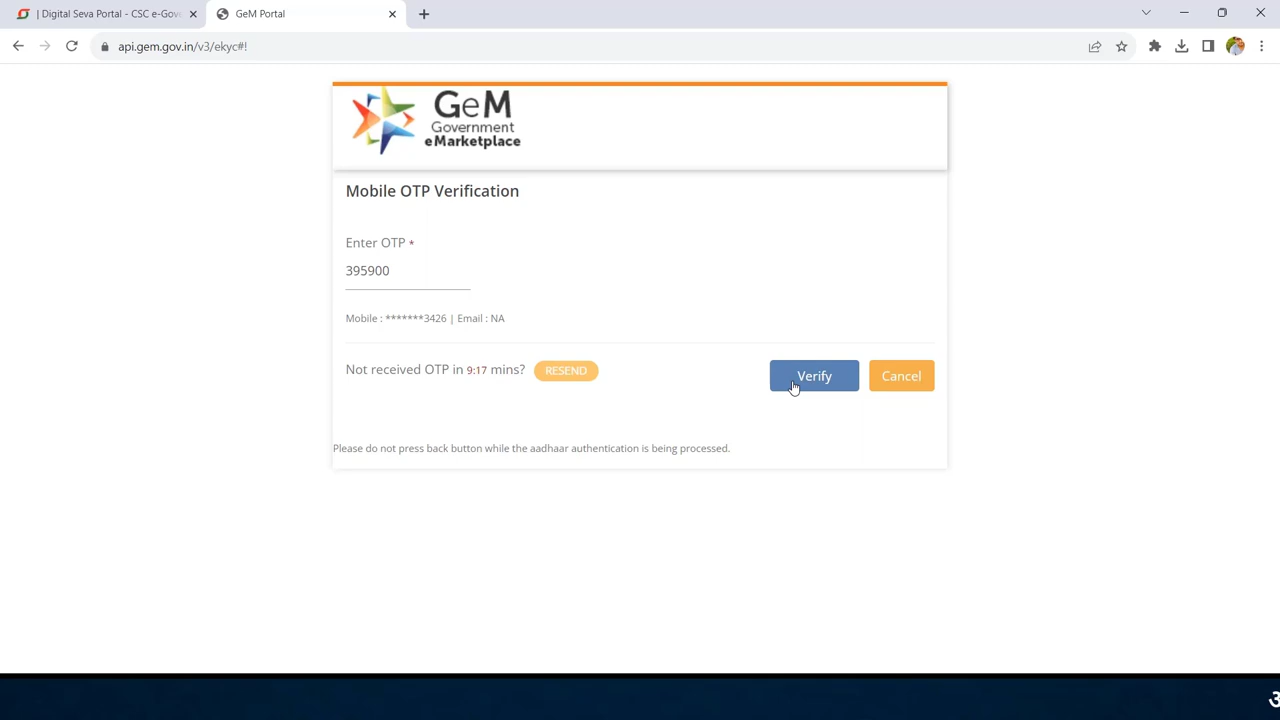 | Digital Seva Portal - CSC e-Gov
GeM Portal
api.gem.gov.in/v3/ekyc#!
GeM
Government
eMarketplace
Mobile OTP Verification
Enter OTP *
395900
Mobile : *******3426 | Email : NA
Not received OTP in 9:17 mins? RESEND
Verify
Cancel
Please do not press back button while the aadhaar authentication is being processed.